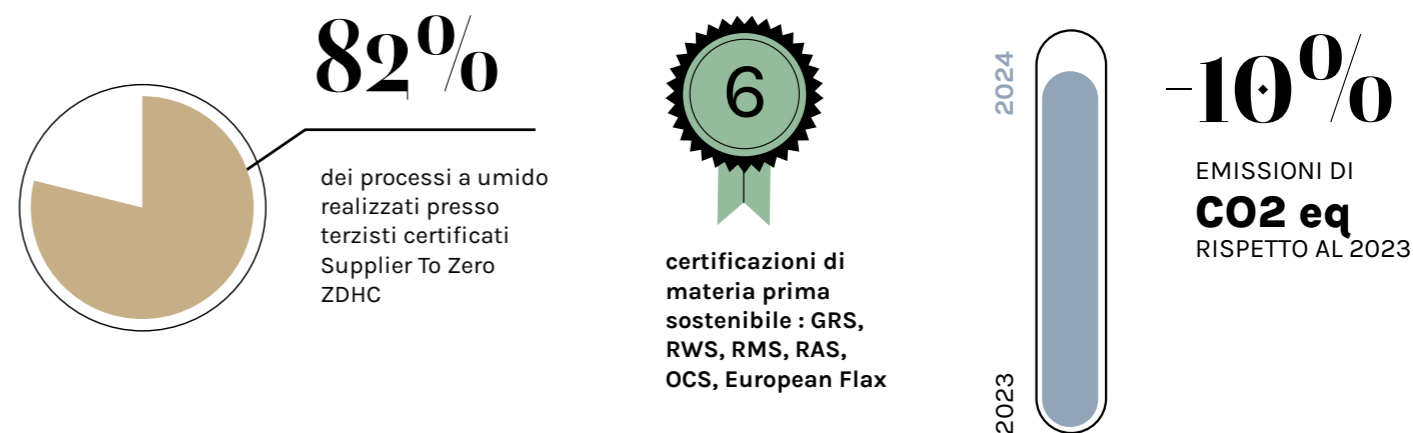 82%
dei processi a umido
realizzati presso
terzisti certificati
Supplier To Zero
ZDHC
6
certificazioni di
materia prima
sostenibile : GRS,
RWS, RMS, RAS,
OCS, European Flax
2024
2023
-10%
EMISSIONI DI
CO2 eq
RISPETTO AL 2023